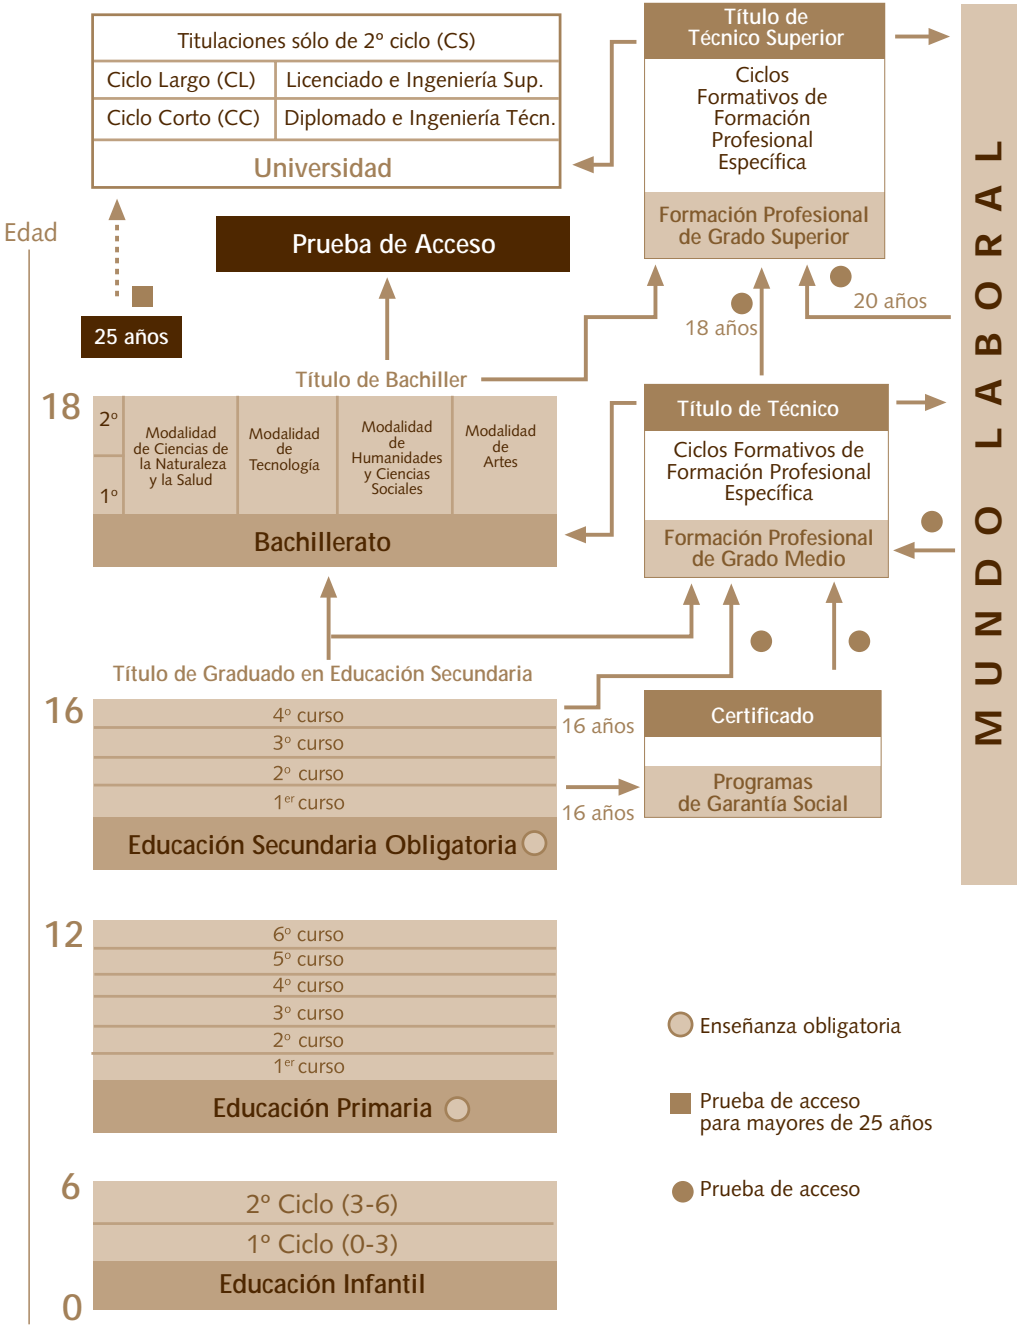 Titulaciones sólo de 2º ciclo (CS)
Ciclo Largo (CL)
Licenciado e Ingeniería Sup.
Ciclo Corto (CC)
Diplomado e Ingeniería Técn.
Universidad
Título de
Técnico Superior
Ciclos
Formativos de
Formación
Profesional
Específica
Formación Profesional
de Grado Superior
MUNDO LABORAL
Edad
Prueba de Acceso
25 años
18 años
20 años
Título de Bachiller
18
2º
1º
Modalidad
de Ciencias de
la Naturaleza
y la Salud
Modalidad
de
Tecnología
Modalidad
de
Humanidades
y Ciencias
Sociales
Modalidad
de
Artes
Bachillerato
Título de Técnico
Ciclos Formativos de
Formación Profesional
Específica
Formación Profesional
de Grado Medio
Título de Graduado en Educación Secundaria
16
4º curso
3º curso
2º curso
1er curso
Educación Secundaria Obligatoria
16 años
16 años
Certificado
Programas
de Garantía Social
12
6º curso
5º curso
4º curso
3º curso
2º curso
1er curso
Educación Primaria
Enseñanza obligatoria
Prueba de acceso
para mayores de 25 años
Prueba de acceso
6
2º Ciclo (3-6)
1º Ciclo (0-3)
Educación Infantil
0